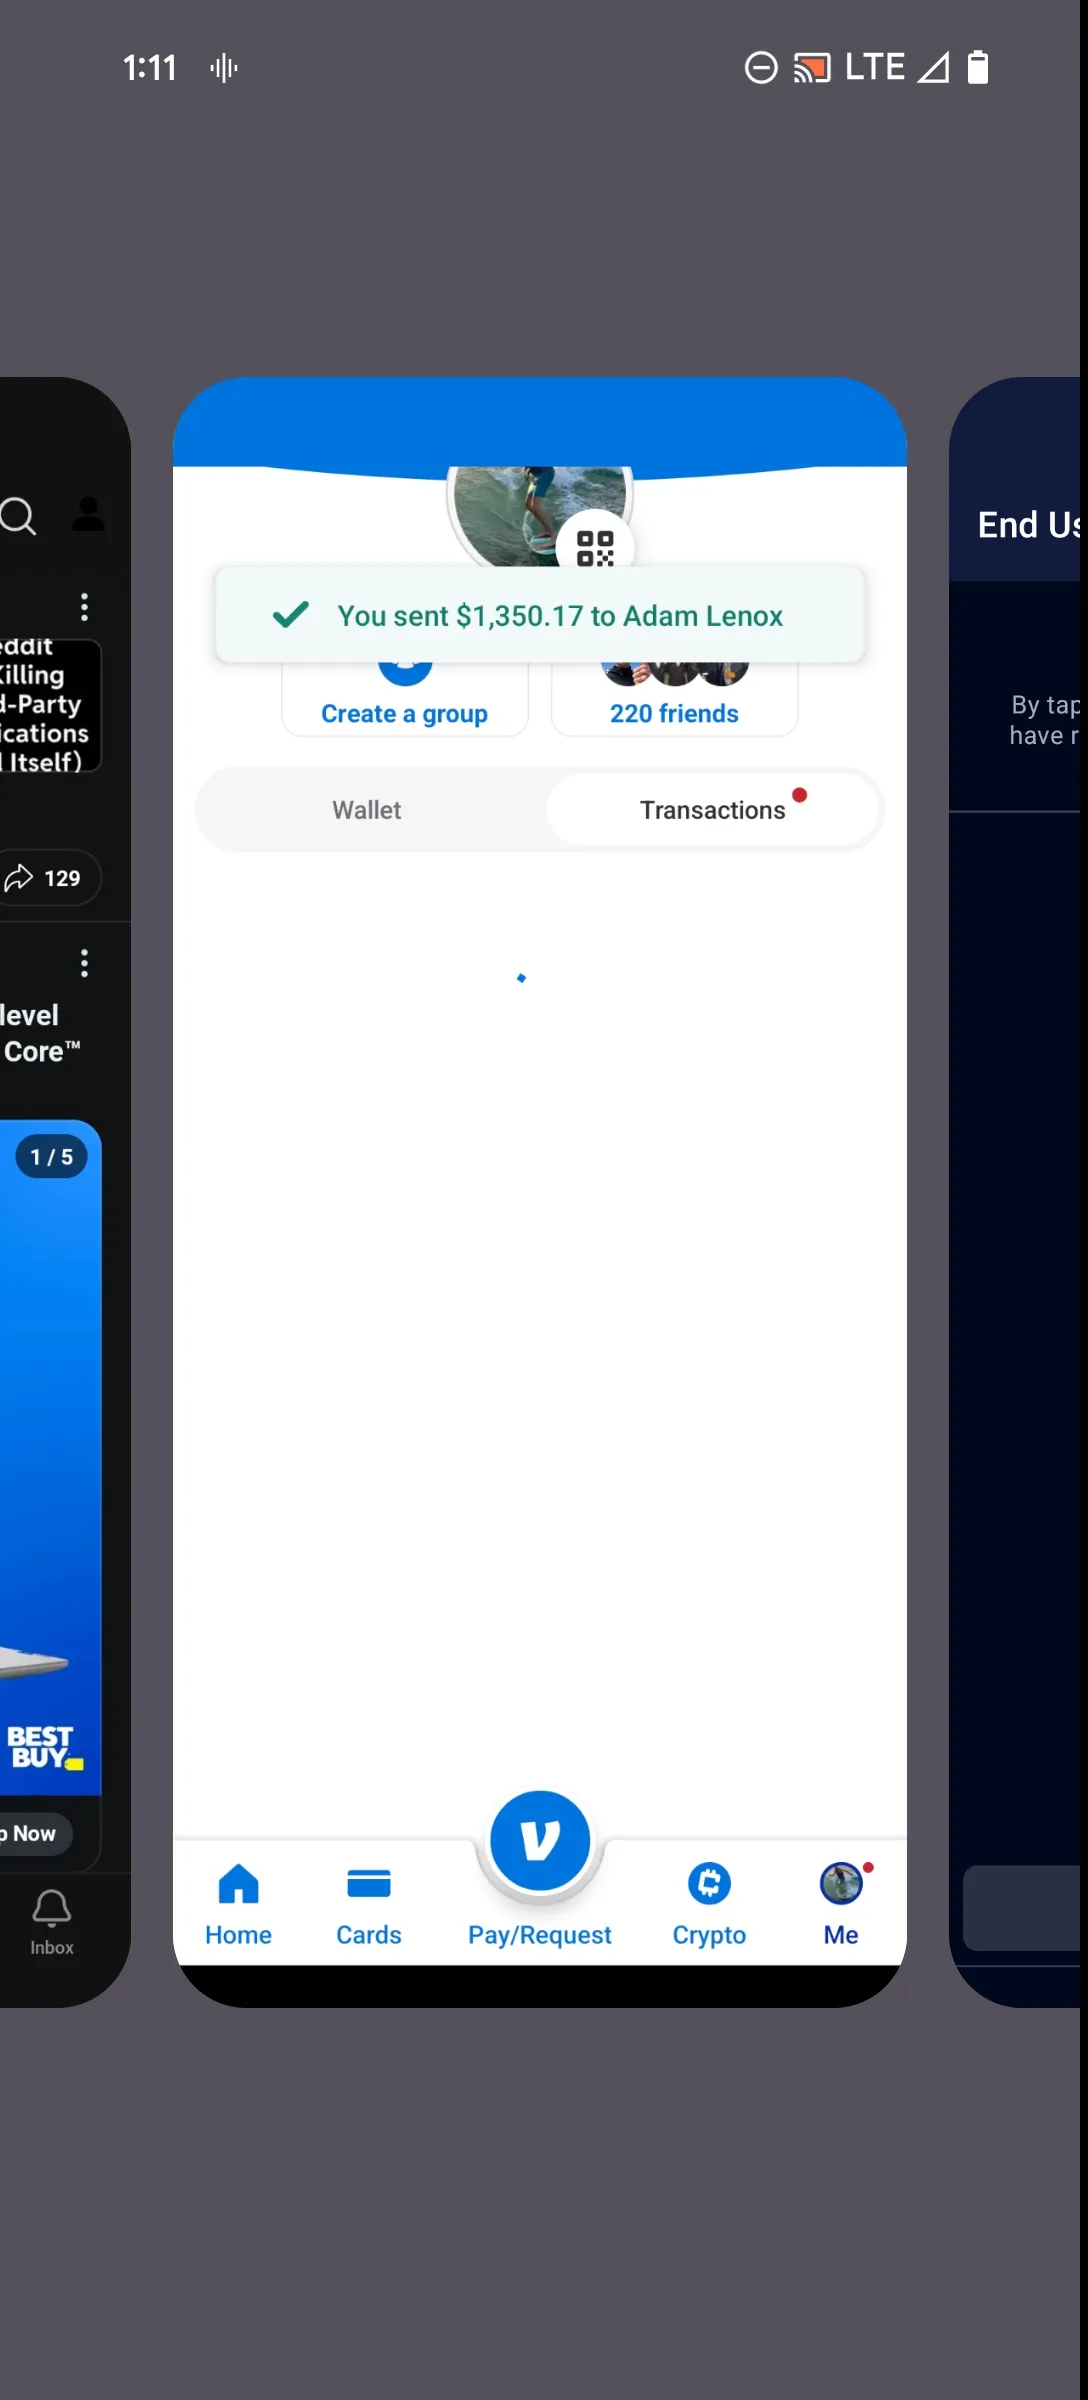 1:11
LTE
eddit
Killing
d-Party
ications
l Itself)
129
level
Core™
1 / 5
BEST
BUY
p Now
Inbox
You sent $1,350.17 to Adam Lenox
Create a group
220 friends
Wallet
Transactions
Home
Cards
Pay/Request
Crypto
Me
End Us
By tap
have r